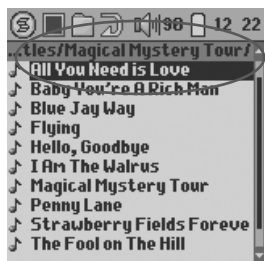 98 12 22
...tles/Magical Mystery Tour/
All You Need is Love
Baby You're A Rich Man
Blue Jay Way
Flying
Hello, Goodbye
I Am The Walrus
Magical Mystery Tour
Penny Lane
Strawberry Fields Foreve
The Fool on The Hill